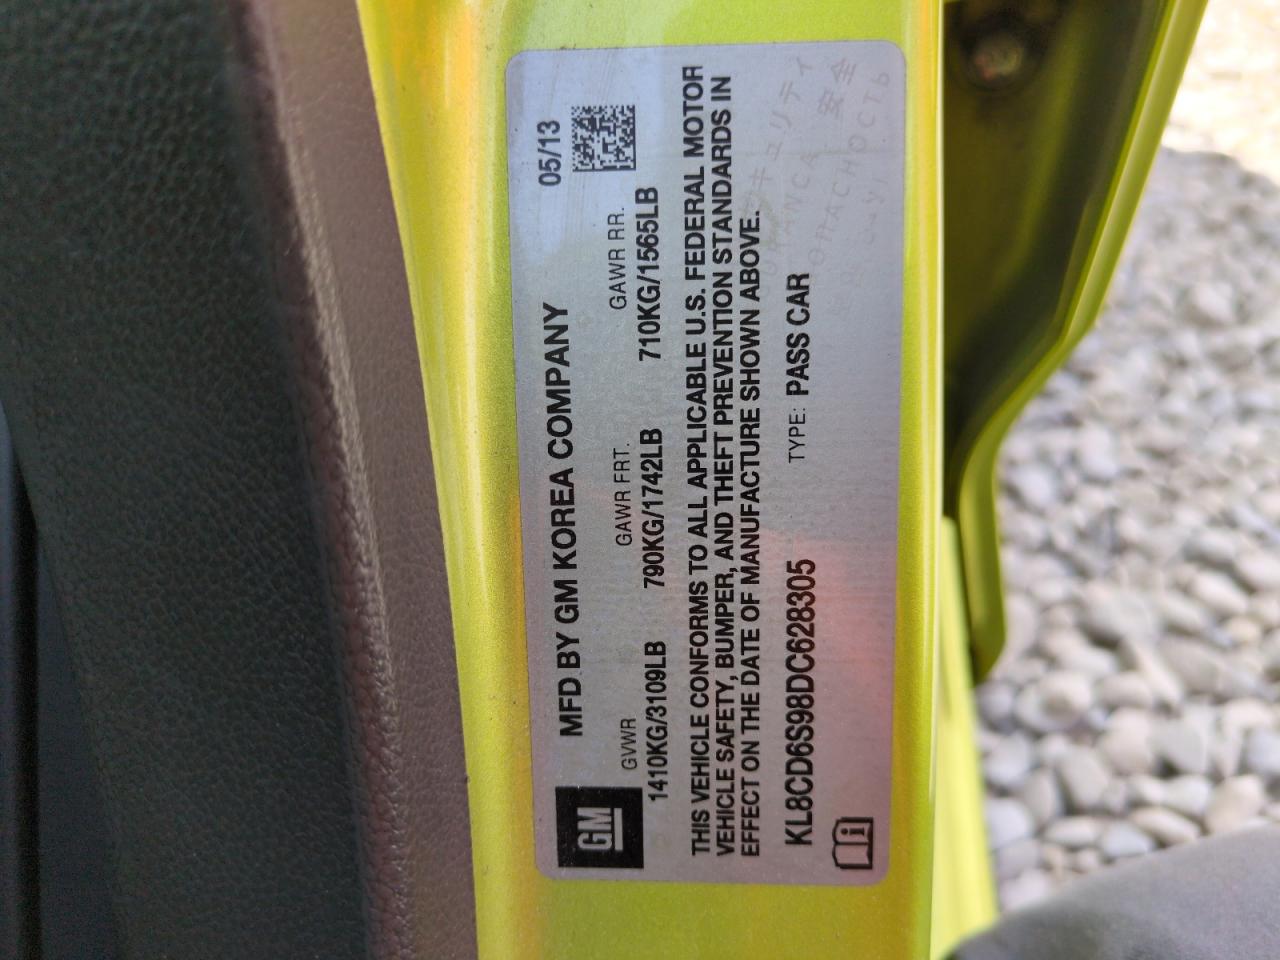 MFD BY GM KOREA COMPANY 05/13
GM
GVWR GAWR FRT. GAWR RR.
1410KG/3109LB 790KG/1742LB 710KG/1565LB
THIS VEHICLE CONFORMS TO ALL APPLICABLE U.S. FEDERAL MOTOR
VEHICLE SAFETY, BUMPER, AND THEFT PREVENTION STANDARDS IN
EFFECT ON THE DATE OF MANUFACTURE SHOWN ABOVE.
KL8CD6S98DC628305 TYPE: PASS CAR
安全